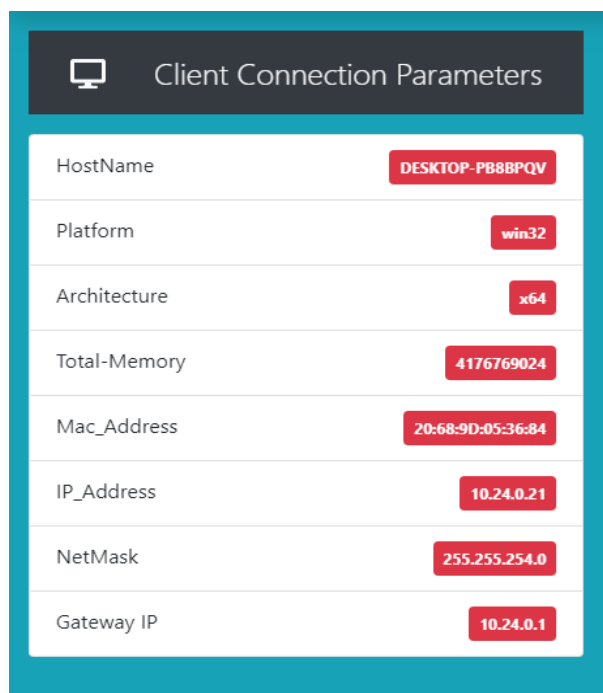 Client Connection Parameters
HostName DESKTOP-PB8BPQV
Platform win32
Architecture x64
Total-Memory 4176769024
Mac_Address 20:68:9D:05:36:84
IP_Address 10.24.0.21
NetMask 255.255.254.0
Gateway IP 10.24.0.1